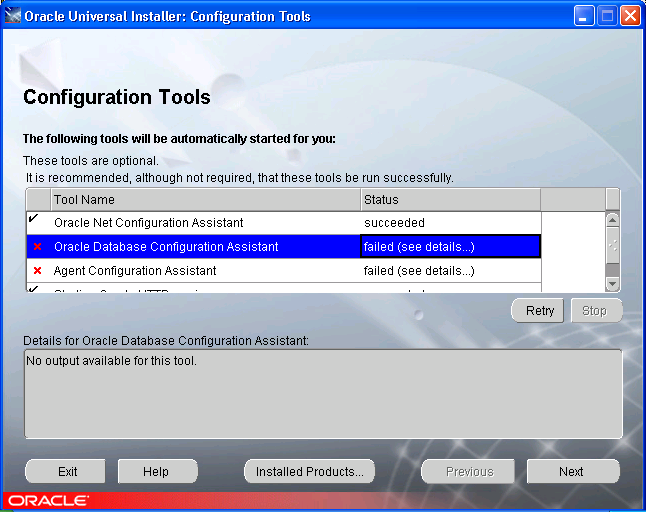 Oracle Universal Installer: Configuration Tools
Configuration Tools
The following tools will be automatically started for you:
These tools are optional.
It is recommended, although not required, that these tools be run successfully.
Tool Name Status
Oracle Net Configuration Assistant succeeded
Oracle Database Configuration Assistant failed (see details...)
Agent Configuration Assistant failed (see details...)
Retry Stop
Details for Oracle Database Configuration Assistant:
No output available for this tool.
Exit Help Installed Products... Previous Next
ORACLE®